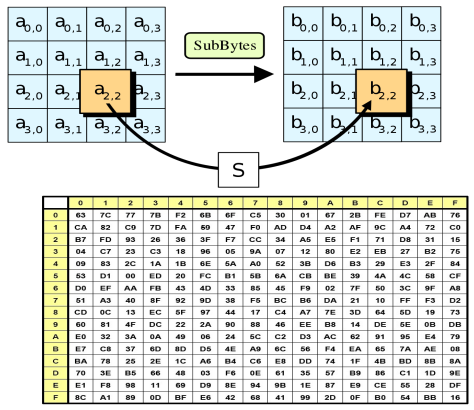 a0,0 a0,1 a0,2 a0,3
a1,0 a1,1 a1,2 a1,3
a2,0 a2,1 a2,2 a2,3
a3,0 a3,1 a3,2 a3,3
SubBytes
b0,0 b0,1 b0,2 b0,3
b1,0 b1,1 b1,2 b1,3
b2,0 b2,1 b2,2 b2,3
b3,0 b3,1 b3,2 b3,3
S
0 1 2 3 4 5 6 7 8 9 A B C D E F
0 63 7C 77 7B F2 6B 6F C5 30 01 67 2B FE D7 AB 76
1 CA 82 C9 7D FA 59 47 F0 AD D4 A2 AF 9C A4 72 C0
2 B7 FD 93 26 36 3F F7 CC 34 A5 E5 F1 71 D8 31 15
3 04 C7 23 C3 18 96 05 9A 07 12 80 E2 EB 27 B2 75
4 09 83 2C 1A 1B 6E 5A A0 52 3B D6 B3 29 E3 2F 84
5 53 D1 00 ED 20 FC B1 5B 6A CB BE 39 4A 4C 58 CF
6 D0 EF AA FB 43 4D 33 85 45 F9 02 7F 50 3C 9F A8
7 51 A3 40 8F 92 9D 38 F5 BC B6 DA 21 10 FF F3 D2
8 CD 0C 13 EC 5F 97 44 17 C4 A7 7E 3D 64 5D 19 73
9 60 81 4F DC 22 2A 90 88 46 EE B8 14 DE 5E 0B DB
A E0 32 3A 0A 49 06 24 5C C2 D3 AC 62 91 95 E4 79
B E7 C8 37 6D 8D D5 4E A9 6C 56 F4 EA 65 7A AE 08
C BA 78 25 2E 1C A6 B4 C6 E8 DD 74 1F 4B BD 8B 8A
D 70 3E B5 66 48 03 F6 0E 61 35 57 B9 86 C1 1D 9E
E E1 F8 98 11 69 D9 8E 94 9B 1E 87 E9 CE 55 28 DF
F 8C A1 89 0D BF E6 42 68 41 99 2D 0F B0 54 BB 16